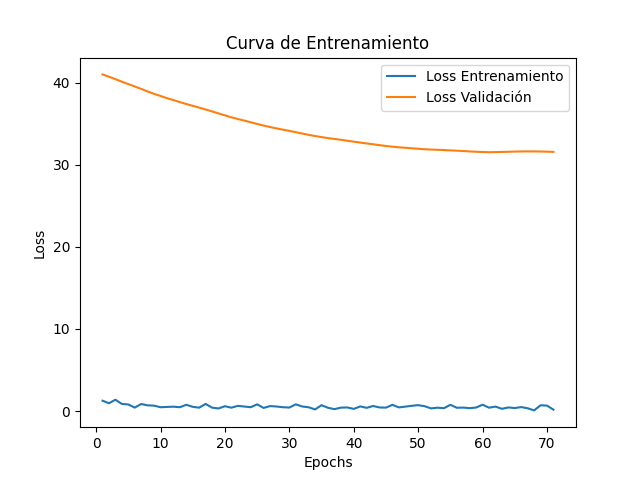 Curva de Entrenamiento
Loss Entrenamiento
Loss Validación
Loss
40
30
20
10
0
0 10 20 30 40 50 60 70
Epochs